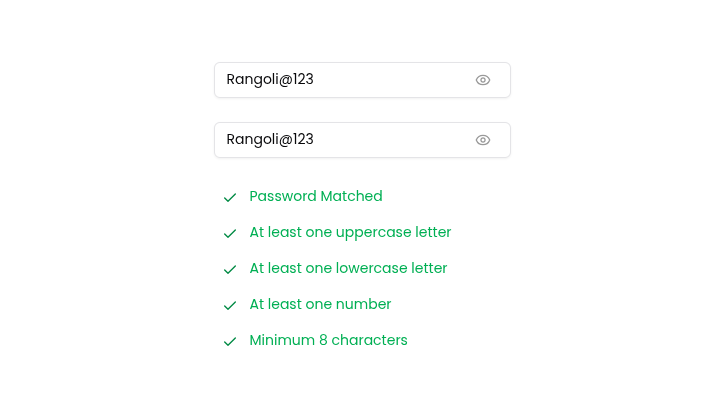 Rangoli@123
Rangoli@123
Password Matched
At least one uppercase letter
At least one lowercase letter
At least one number
Minimum 8 characters